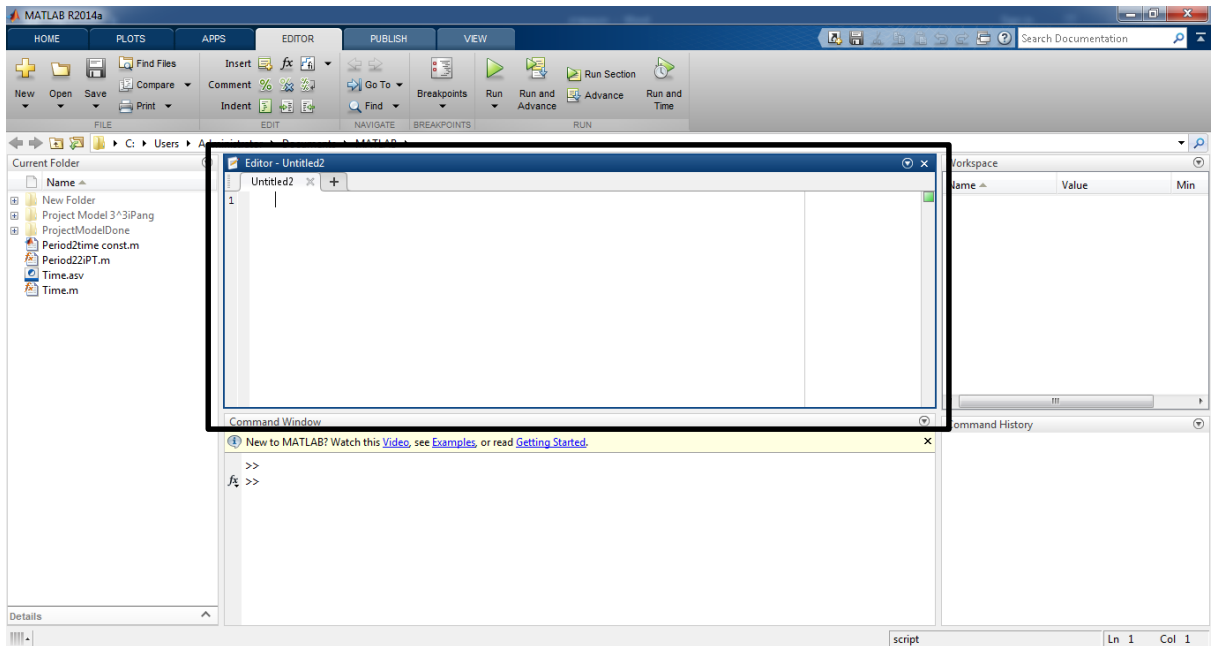 MATLAB R2014a
HOME PLOTS APPS EDITOR PUBLISH VIEW Search Documentation
Find Files Insert fx
New Open Save Compare Comment Go To Breakpoints Run Run and Advance Run Section Advance Run and Time
Print Indent Find
FILE EDIT NAVIGATE BREAKPOINTS RUN
C: Users
Current Folder
Name
New Folder
Project Model 3^3iPang
ProjectModelDone
Period2time const.m
Period22iPT.m
Time.asv
Time.m
Details
Editor - Untitled2
Untitled2 +
1
Command Window
New to MATLAB? Watch this Video, see Examples, or read Getting Started.
>>
fx >>
Workspace
Name Value Min
Command History
script Ln 1 Col 1